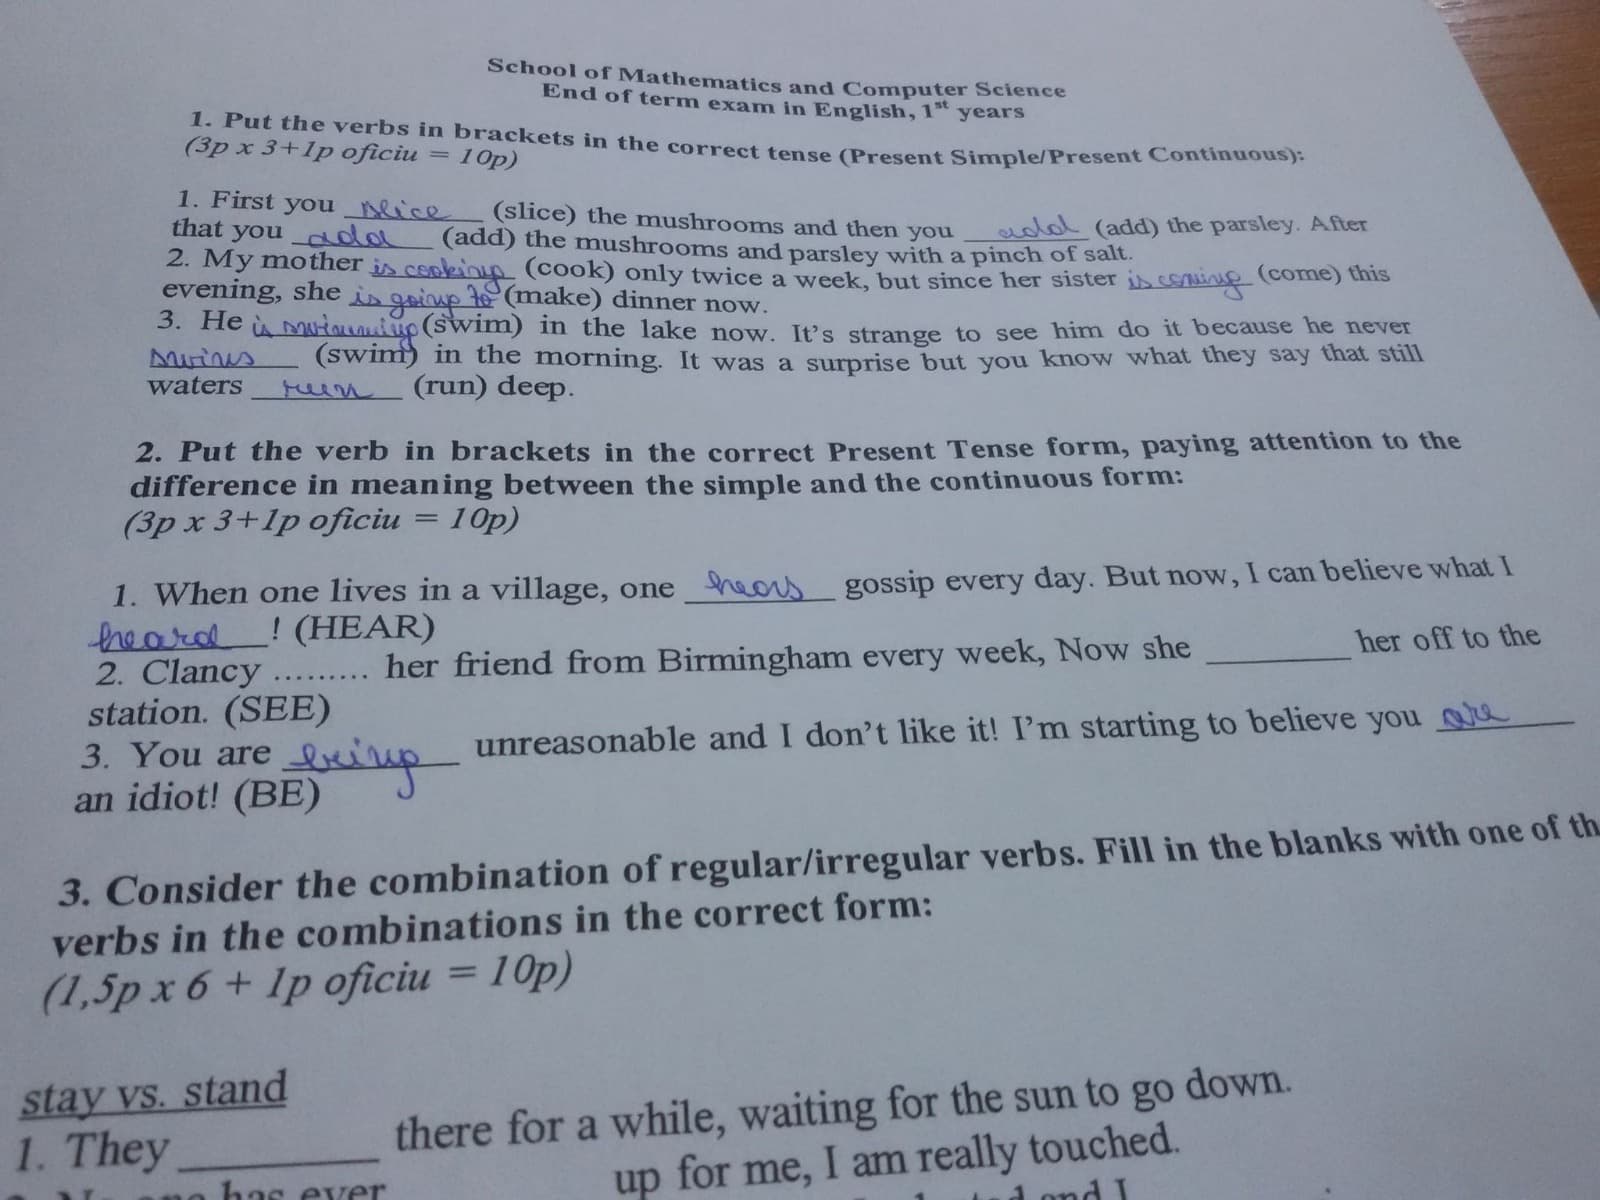 School of Mathematics and Computer Science
End of term exam in English, 1st years
1. Put the verbs in brackets in the correct tense (Present Simple/Present Continuous):
(3p x 3+1p oficiu = 10p)
1. First you slice (slice) the mushrooms and then you add (add) the parsley. After
that you add (add) the mushrooms and parsley with a pinch of salt.
2. My mother is cooking (cook) only twice a week, but since her sister is coming (come) this
evening, she is going to (make) dinner now.
3. He is swimming (swim) in the lake now. It's strange to see him do it because he never
swims (swim) in the morning. It was a surprise but you know what they say that still
waters run (run) deep.
2. Put the verb in brackets in the correct Present Tense form, paying attention to the
difference in meaning between the simple and the continuous form:
(3p x 3+1p oficiu = 10p)
1. When one lives in a village, one hears gossip every day. But now, I can believe what I
heard ! (HEAR)
2. Clancy ......... her friend from Birmingham every week, Now she ________ her off to the
station. (SEE)
3. You are being unreasonable and I don't like it! I'm starting to believe you are
an idiot! (BE)
3. Consider the combination of regular/irregular verbs. Fill in the blanks with one of th
verbs in the combinations in the correct form:
(1,5p x 6 + 1p oficiu = 10p)
stay vs. stand
1. They ________ there for a while, waiting for the sun to go down.
has ever up for me, I am really touched.
and I